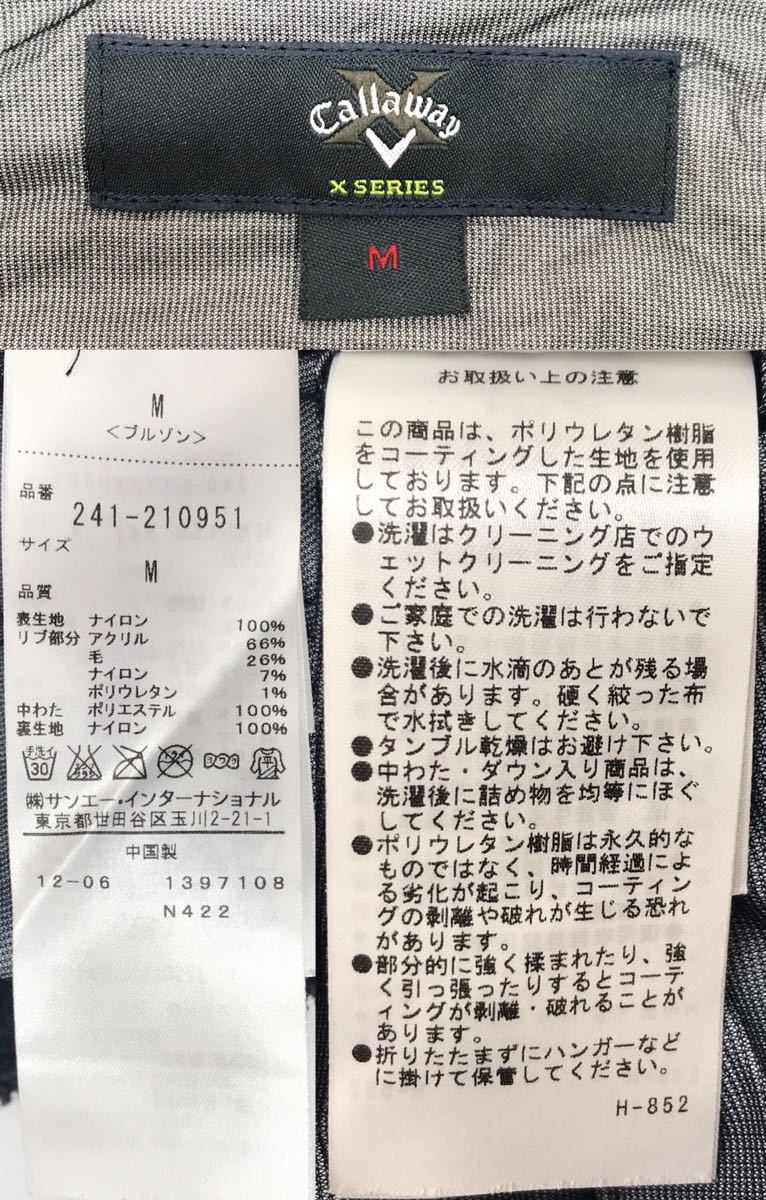 X
Callaway
X SERIES
M
M
<ブルゾン>
品番
241-210951
サイズ
M
品質
表生地 ナイロン 100%
リブ部分 アクリル 66%
毛 26%
ナイロン 7%
ポリウレタン 1%
中わた ポリエステル 100%
裏生地 ナイロン 100%
手洗イ 30 エンソサラシ 平
㈱サンエー・インターナショナル
東京都世田谷区玉川2-21-1
中国製
12-06 1397108
N422
お取扱い上の注意
この商品は、ポリウレタン樹脂
をコーティングした生地を使用
しております。下記の点に注意
してお取扱いください。
●洗濯はクリーニング店でのウ
ェットクリーニングをご指定
ください。
●ご家庭での洗濯は行わないで
下さい。
●洗濯後に水滴のあとが残る場
合があります。硬く絞った布
で水拭きしてください。
●タンブル乾燥はお避け下さい。
●中わた・ダウン入り商品は、
洗濯後に詰め物を均等にほぐ
してください。
●ポリウレタン樹脂は永久的な
ものではなく、時間経過によ
る劣化が起こり、コーティン
グの剥離や破れが生じる恐れ
があります。
●部分的に強く揉まれたり、強
く引っ張ったりするとコーテ
ィングが剥離・破れることが
あります。
●折りたたまずにハンガーなど
に掛けて保管してください。
H-852